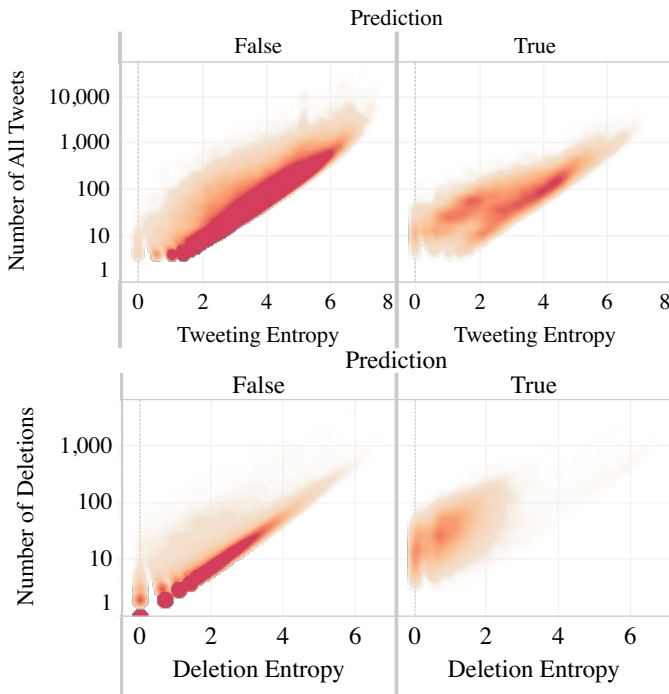 Prediction
False True
Number of All Tweets
10,000
1,000
100
10
1
0 2 4 6 8 0 2 4 6 8
Tweeting Entropy Tweeting Entropy
Prediction
False True
Number of Deletions
1,000
100
10
1
0 2 4 6 0 2 4 6
Deletion Entropy Deletion Entropy